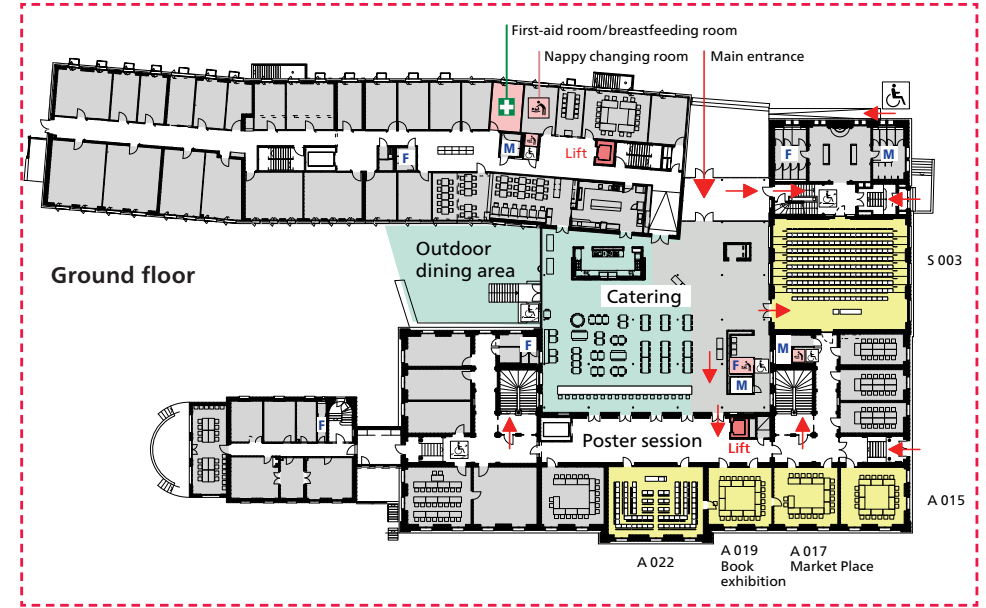 First-aid room/breastfeeding room
Nappy changing room
Main entrance
F
M
M
Lift
F
Outdoor
dining area
Ground floor
S 003
Catering
F
M
F
M
F
Poster session
Lift
A 015
A 022
A 019
Book
exhibition
A 017
Market Place